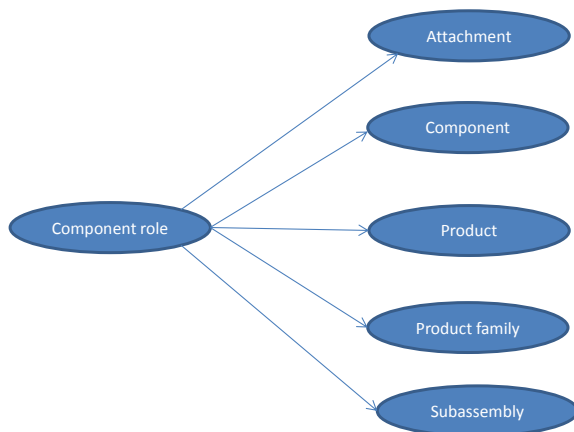 Attachment
Component
Component role
Product
Product family
Subassembly